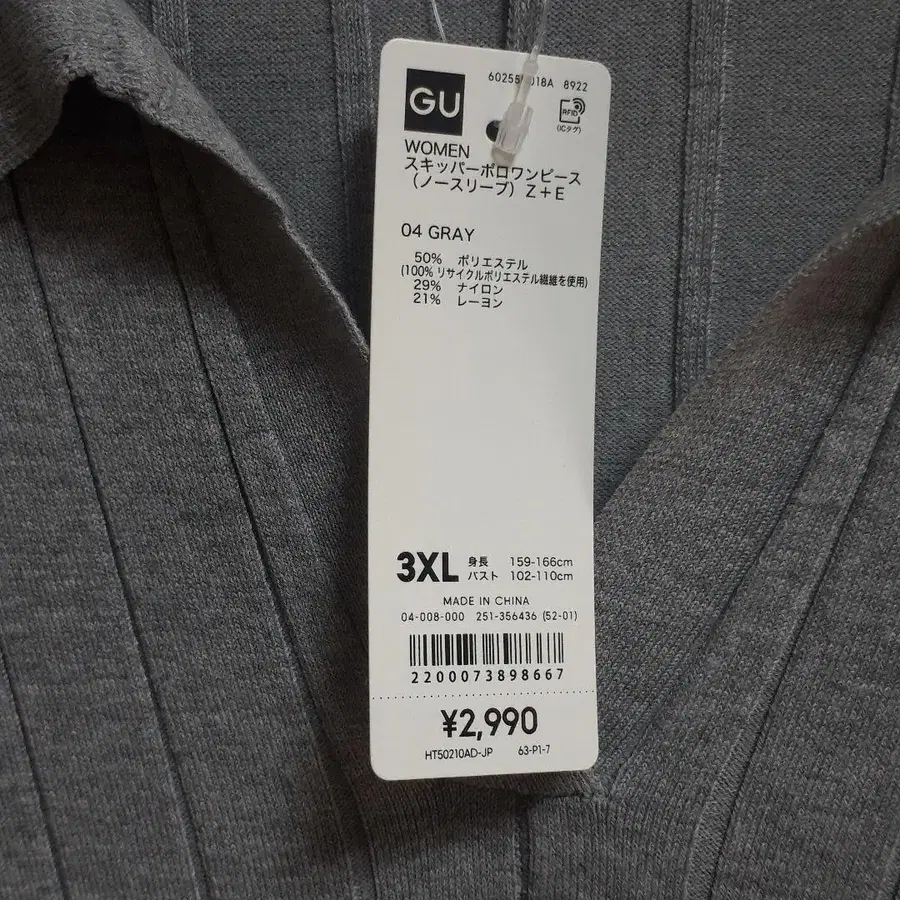 GU
8922
RFID
(ICタグ)
WOMEN
スキッパーポロワンピース
(ノースリーブ) Z+E
04 GRAY
50% ポリエステル
(100% リサイクルポリエステル繊維を使用)
29% ナイロン
21% レーヨン
3XL 身長 159-166cm
バスト 102-110cm
MADE IN CHINA
04-008-000 251-356436 (52-01)
2200073898667
¥2,990
HT50210AD-JP 63-P1-7